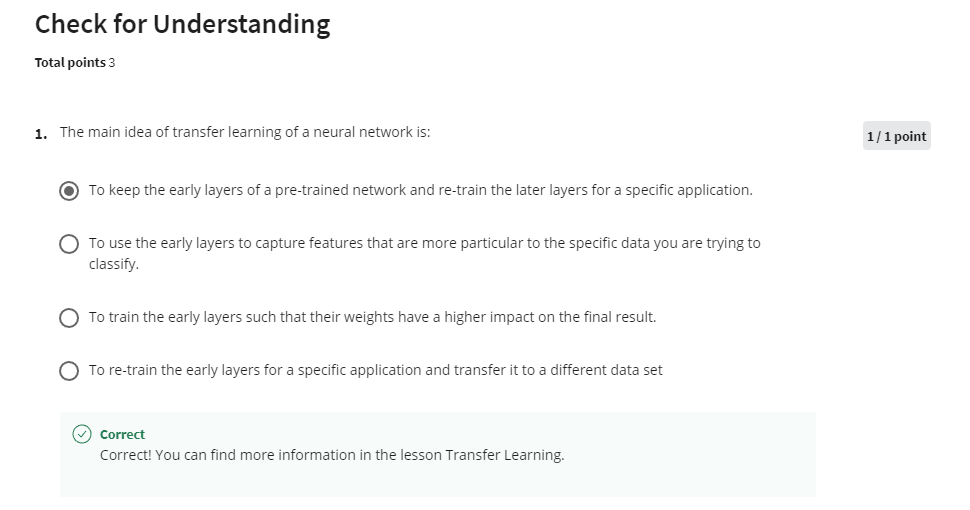 Check for Understanding
Total points 3
1. The main idea of transfer learning of a neural network is:
1 / 1 point
To keep the early layers of a pre-trained network and re-train the later layers for a specific application.
To use the early layers to capture features that are more particular to the specific data you are trying to
classify.
To train the early layers such that their weights have a higher impact on the final result.
To re-train the early layers for a specific application and transfer it to a different data set
Correct
Correct! You can find more information in the lesson Transfer Learning.